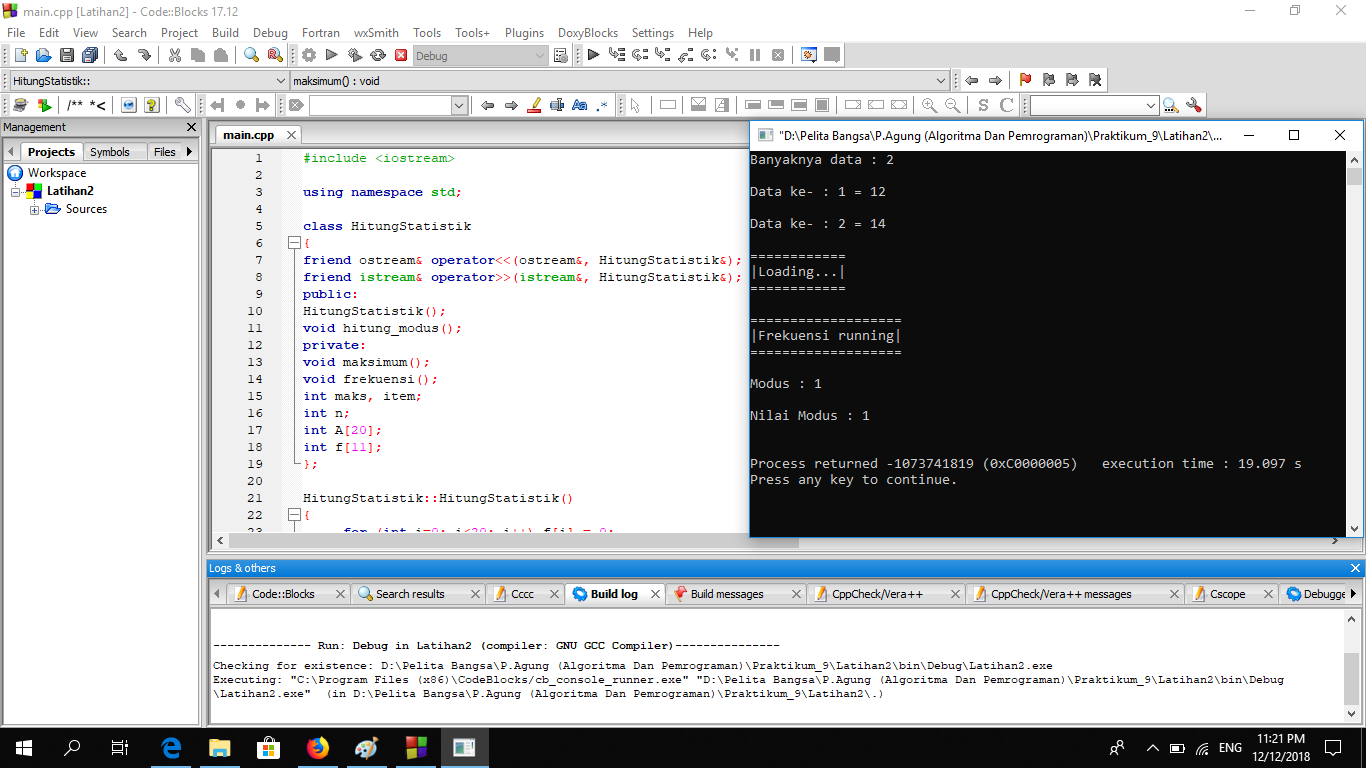 main.cpp [Latihan2] - Code::Blocks 17.12
File Edit View Search Project Build Debug Fortran wxSmith Tools Tools+ Plugins DoxyBlocks Settings Help
Debug
HitungStatistik:: maksimum() : void
/** *<
Aa .*
S C
Management
Projects Symbols Files
Workspace
Latihan2
Sources
main.cpp
1 #include <iostream>
2
3 using namespace std;
4
5 class HitungStatistik
6 {
7 friend ostream& operator<<(ostream&, HitungStatistik&);
8 friend istream& operator>>(istream&, HitungStatistik&);
9 public:
10 HitungStatistik();
11 void hitung_modus();
12 private:
13 void maksimum();
14 void frekuensi();
15 int maks, item;
16 int n;
17 int A[20];
18 int f[11];
19 };
20
21 HitungStatistik::HitungStatistik()
22 {
23 for (int i=0; i<20; i++) f[i] = 0;
"D:\Pelita Bangsa\P.Agung (Algoritma Dan Pemrograman)\Praktikum_9\Latihan2\...
Banyaknya data : 2
Data ke- : 1 = 12
Data ke- : 2 = 14
============
|Loading...|
============
===================
|Frekuensi running|
===================
Modus : 1
Nilai Modus : 1
Process returned -1073741819 (0xC0000005) execution time : 19.097 s
Press any key to continue.
Logs & others
Code::Blocks Search results Cccc Build log Build messages CppCheck/Vera++ CppCheck/Vera++ messages Cscope Debugge
-------------- Run: Debug in Latihan2 (compiler: GNU GCC Compiler)---------------
Checking for existence: D:\Pelita Bangsa\P.Agung (Algoritma Dan Pemrograman)\Praktikum_9\Latihan2\bin\Debug\Latihan2.exe
Executing: "C:\Program Files (x86)\CodeBlocks/cb_console_runner.exe" "D:\Pelita Bangsa\P.Agung (Algoritma Dan Pemrograman)\Praktikum_9\Latihan2\bin\Debug
\Latihan2.exe" (in D:\Pelita Bangsa\P.Agung (Algoritma Dan Pemrograman)\Praktikum_9\Latihan2\.)
ENG
11:21 PM
12/12/2018